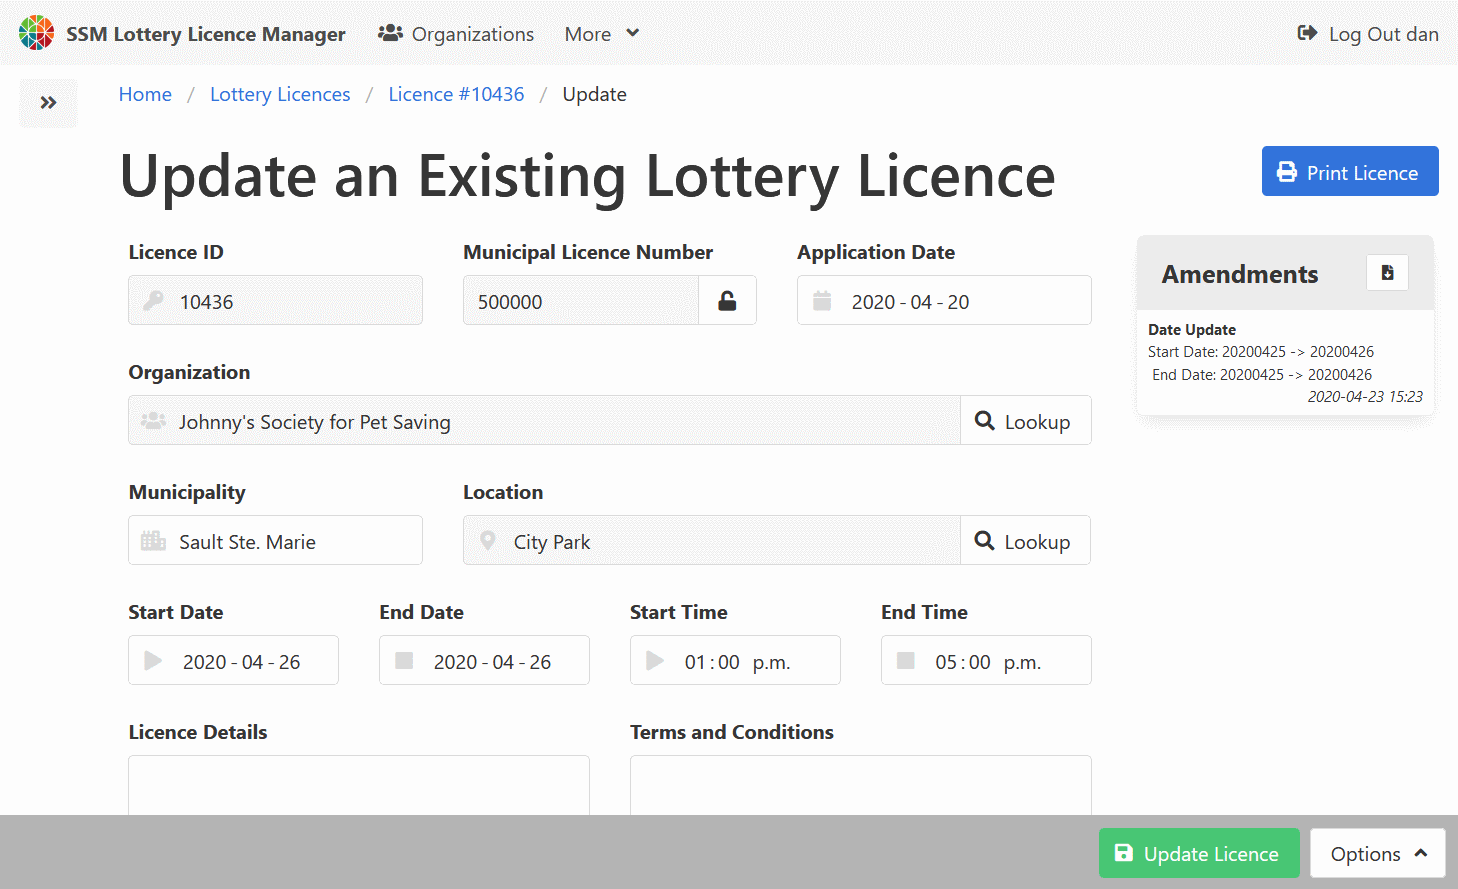 SSM Lottery Licence Manager Organizations More Log Out dan
Home / Lottery Licences / Licence #10436 / Update
Update an Existing Lottery Licence
Print Licence
Licence ID Municipal Licence Number Application Date
10436 500000 2020-04-20
Organization
Johnny's Society for Pet Saving Lookup
Municipality Location
Sault Ste. Marie City Park Lookup
Start Date End Date Start Time End Time
2020-04-26 2020-04-26 01:00 p.m. 05:00 p.m.
Licence Details Terms and Conditions
Amendments
Date Update
Start Date: 20200425 -> 20200426
End Date: 20200425 -> 20200426
2020-04-23 15:23
Update Licence Options